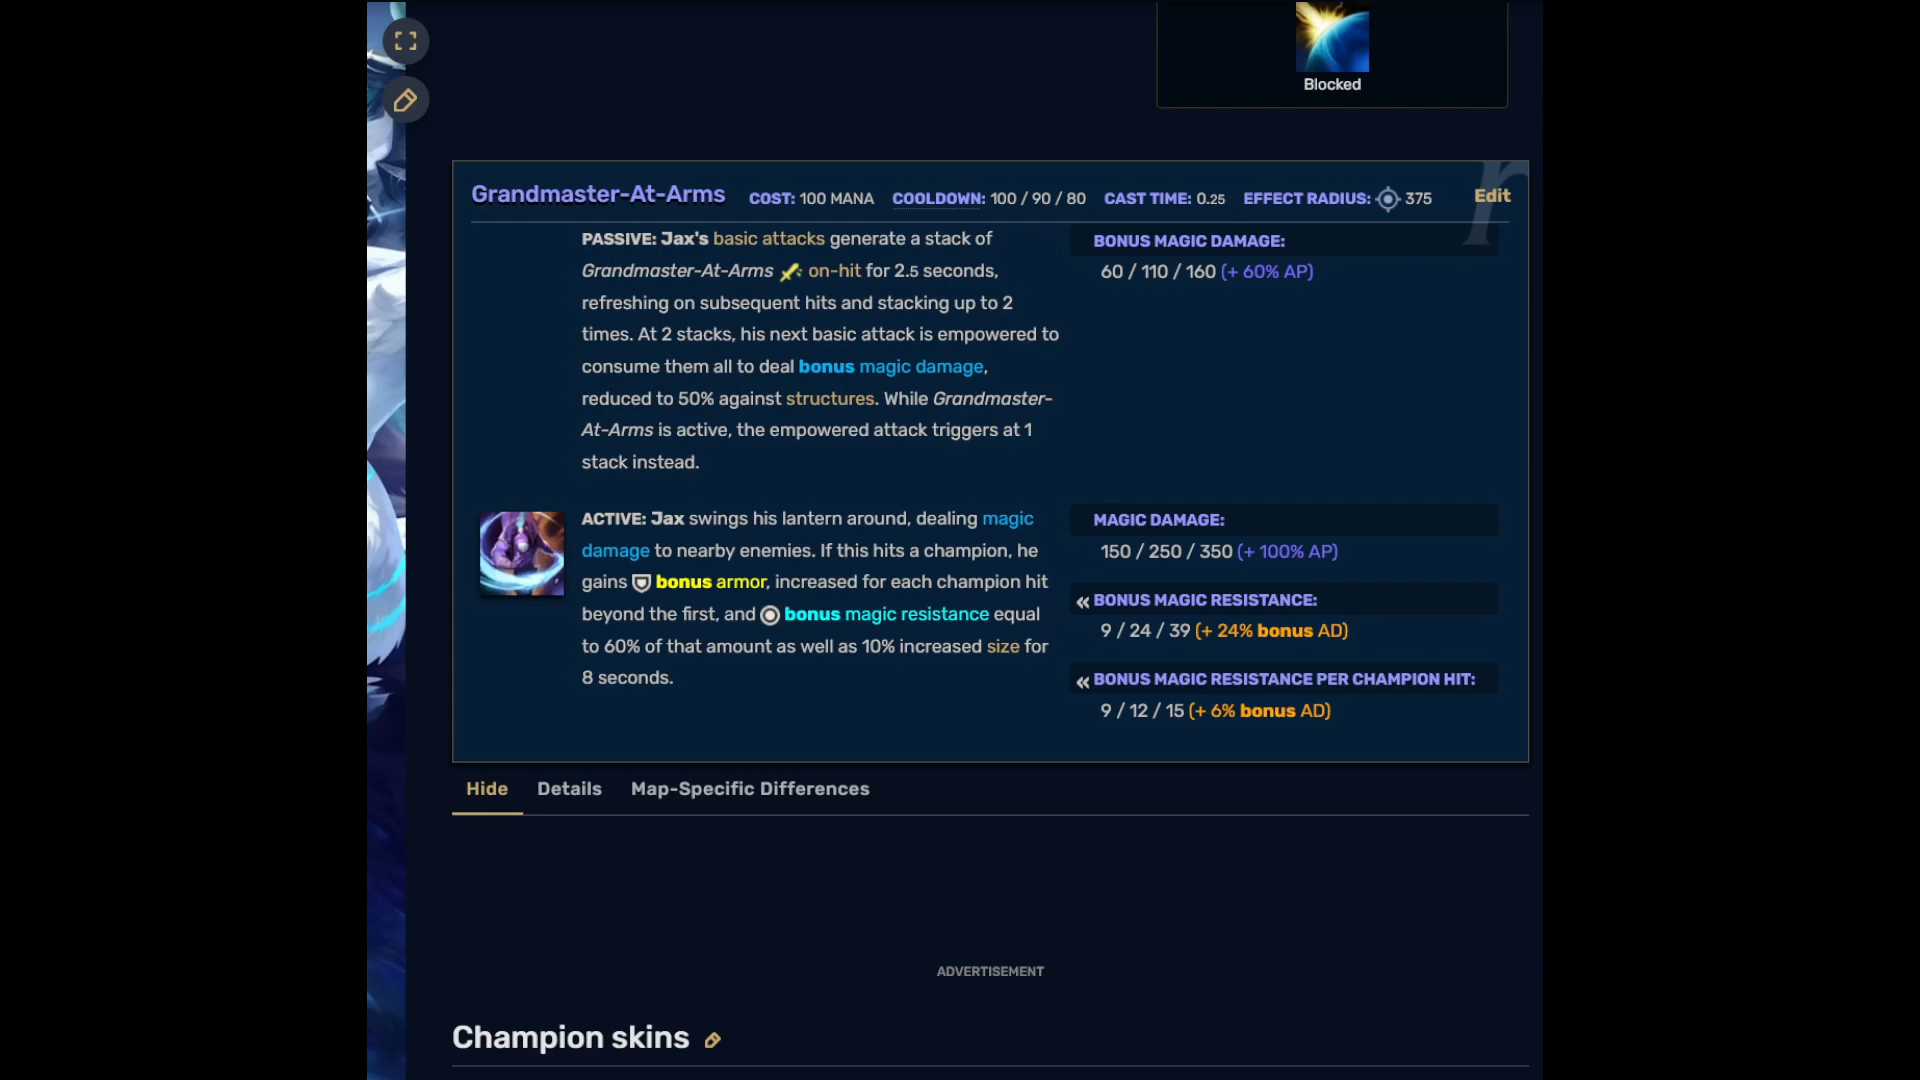 Blocked
Grandmaster-At-Arms COST: 100 MANA COOLDOWN: 100 / 90 / 80 CAST TIME: 0.25 EFFECT RADIUS: 375 Edit
PASSIVE: Jax's basic attacks generate a stack of
Grandmaster-At-Arms on-hit for 2.5 seconds,
refreshing on subsequent hits and stacking up to 2
times. At 2 stacks, his next basic attack is empowered to
consume them all to deal bonus magic damage,
reduced to 50% against structures. While Grandmaster-
At-Arms is active, the empowered attack triggers at 1
stack instead.
BONUS MAGIC DAMAGE:
60 / 110 / 160 (+ 60% AP)
ACTIVE: Jax swings his lantern around, dealing magic
damage to nearby enemies. If this hits a champion, he
gains bonus armor, increased for each champion hit
beyond the first, and bonus magic resistance equal
to 60% of that amount as well as 10% increased size for
8 seconds.
MAGIC DAMAGE:
150 / 250 / 350 (+ 100% AP)
« BONUS MAGIC RESISTANCE:
9 / 24 / 39 (+ 24% bonus AD)
« BONUS MAGIC RESISTANCE PER CHAMPION HIT:
9 / 12 / 15 (+ 6% bonus AD)
Hide Details Map-Specific Differences
ADVERTISEMENT
Champion skins